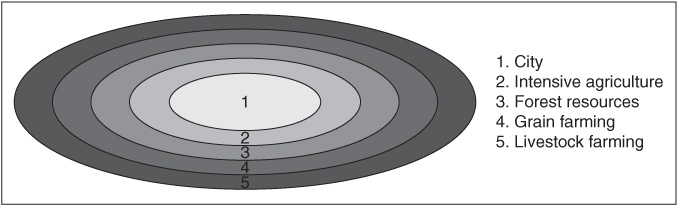 1
2
3
4
5
1. City
2. Intensive agriculture
3. Forest resources
4. Grain farming
5. Livestock farming